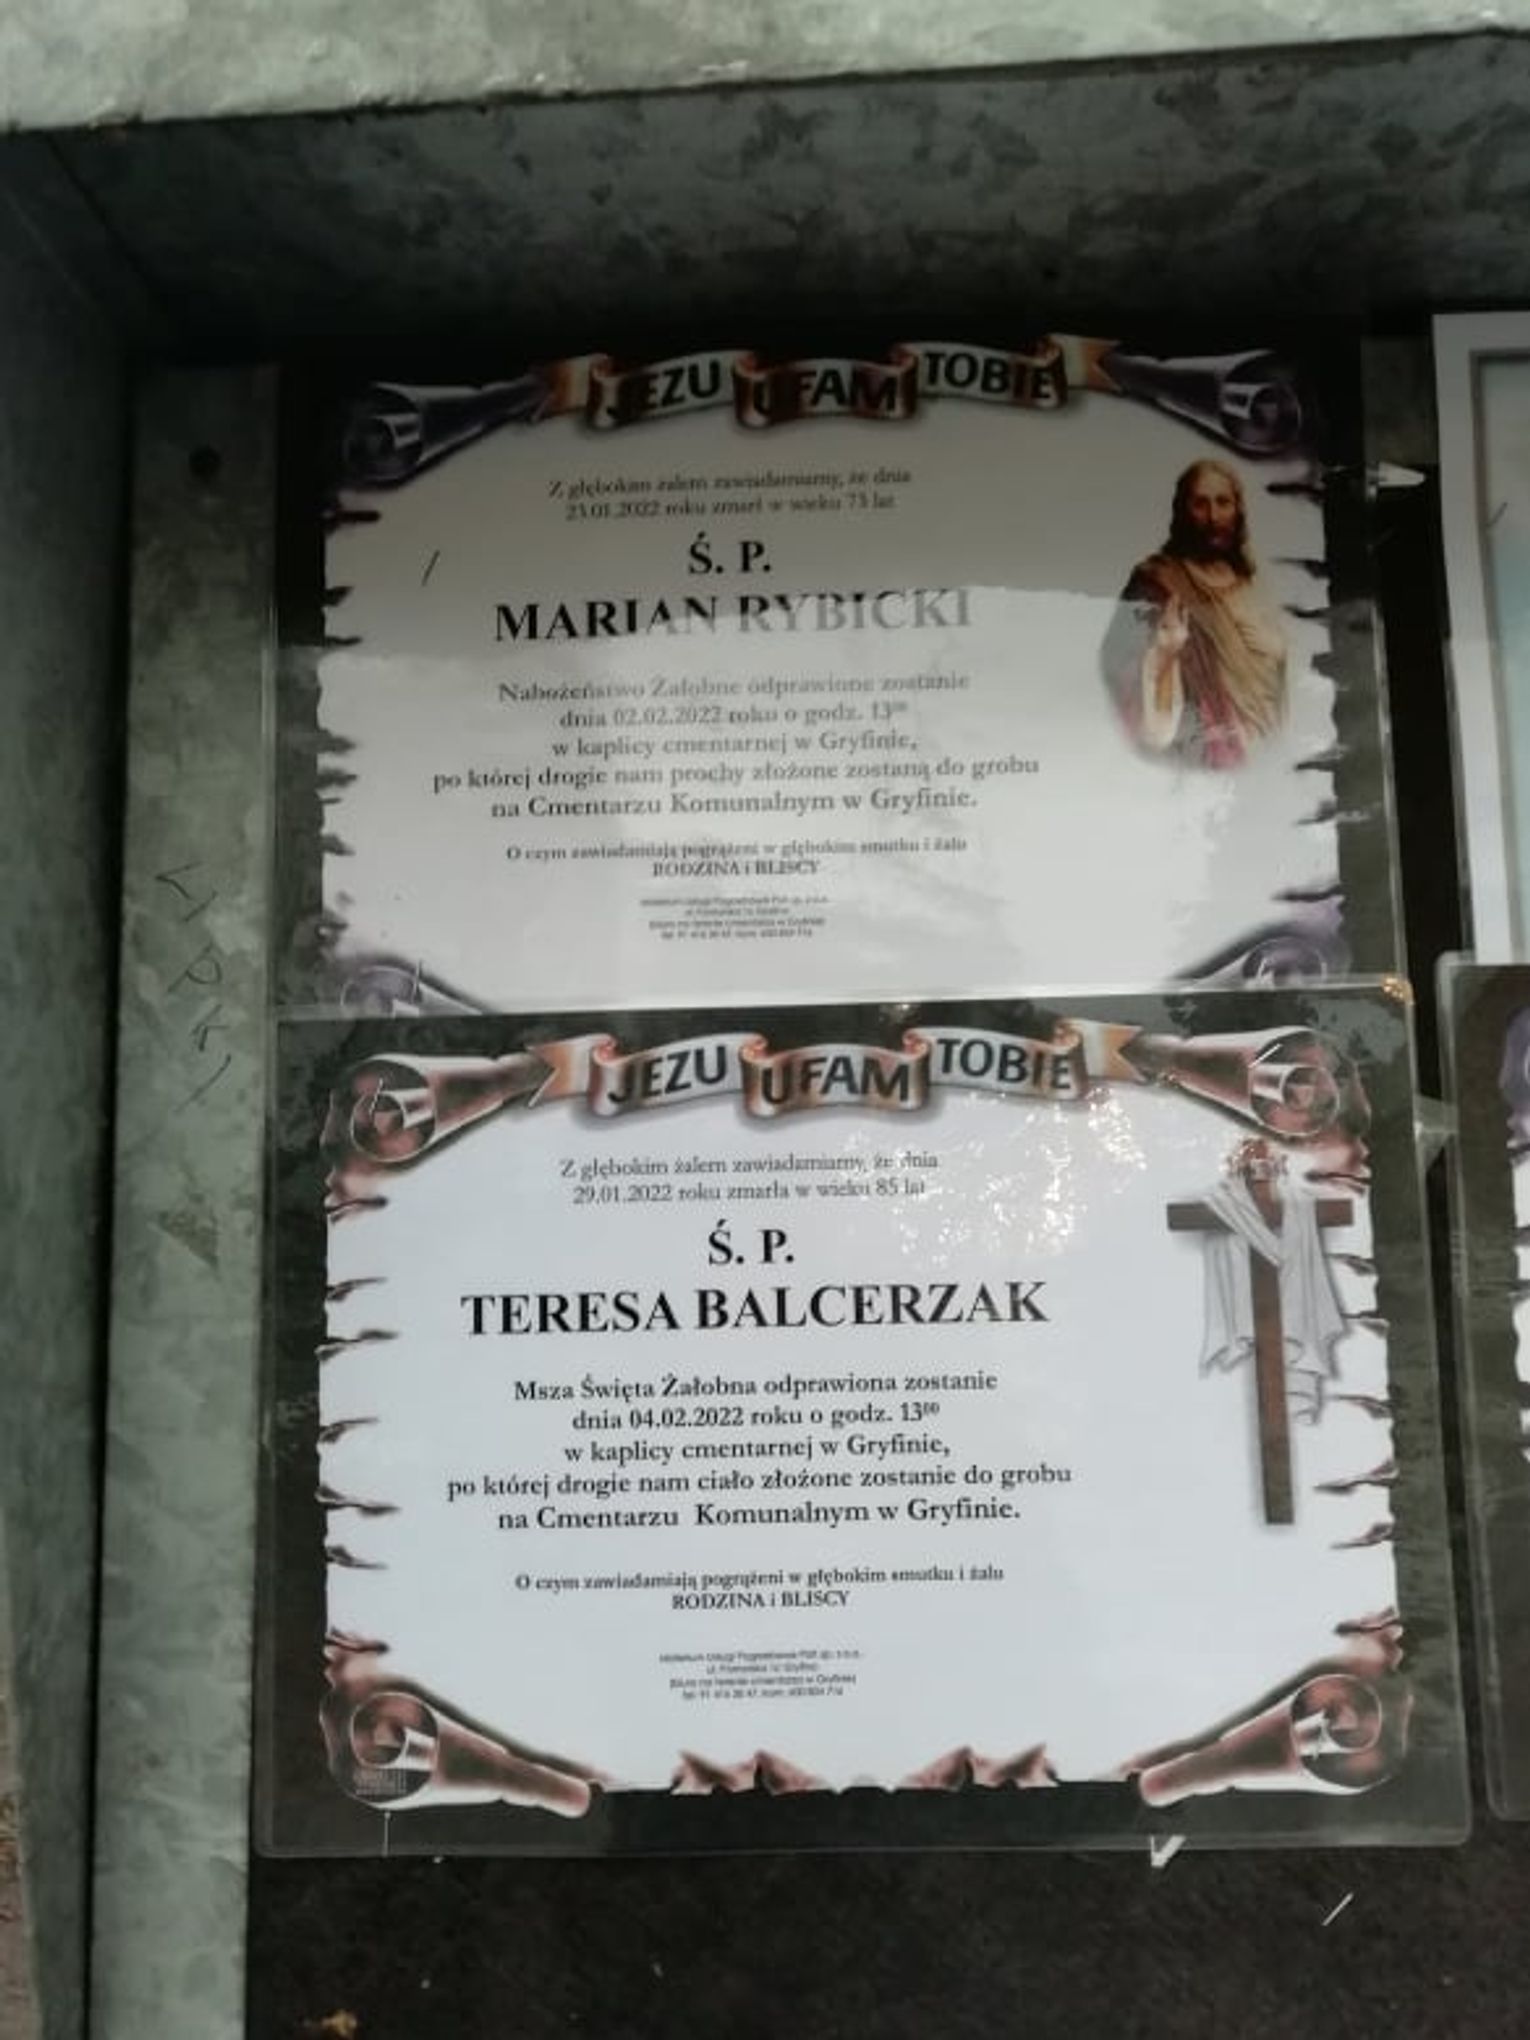 JEZU UFAM TOBIE
Z głębokim żalem zawiadamiamy, że dnia
23.01.2022 roku zmarł w wieku 73 lat
Ś. P.
MARIAN RYBICKI
Nabożeństwo Żałobne odprawione zostanie
dnia 02.02.2022 roku o godz. 13⁰⁰
w kaplicy cmentarnej w Gryfinie,
po której drogie nam prochy złożone zostaną do grobu
na Cmentarzu Komunalnym w Gryfinie.
O czym zawiadamiają pogrążeni w głębokim smutku i żalu
RODZINA i BLISCY
JEZU UFAM TOBIE
Z głębokim żalem zawiadamiamy, że dnia
29.01.2022 roku zmarła w wieku 85 lat
Ś. P.
TERESA BALCERZAK
Msza Święta Żałobna odprawiona zostanie
dnia 04.02.2022 roku o godz. 13⁰⁰
w kaplicy cmentarnej w Gryfinie,
po której drogie nam ciało złożone zostanie do grobu
na Cmentarzu Komunalnym w Gryfinie.
O czym zawiadamiają pogrążeni w głębokim smutku i żalu
RODZINA i BLISCY